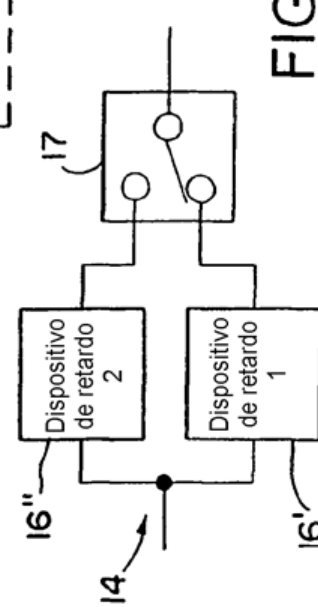 17
FIG
Dispositivo
de retardo
2
Dispositivo
de retardo
1
16"
14
16'